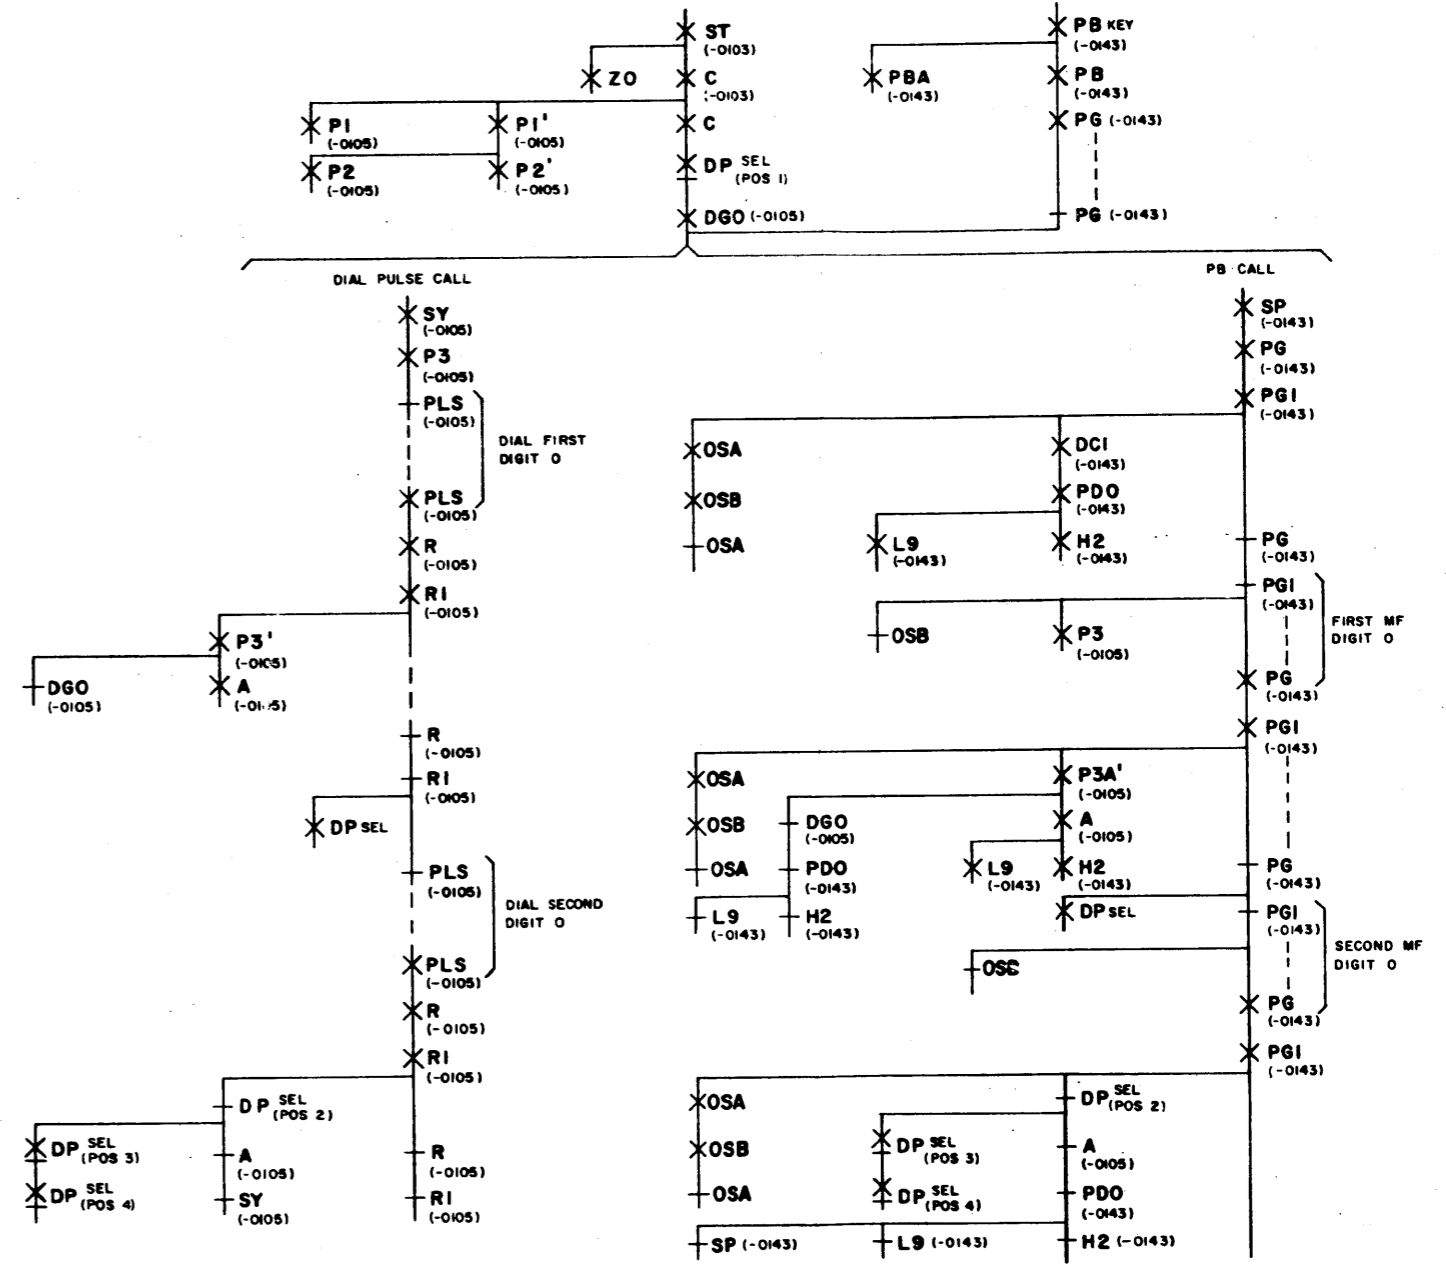 ST
(-0103)
ZO
C
(-0103)
P1
(-0105)
P1'
(-0105)
C
P2
(-0105)
P2'
(-0105)
DP SEL
(POS 1)
DGO (-0105)
PB KEY
(-0143)
PBA
(-0143)
PB
(-0143)
PG (-0143)
PG (-0143)
DIAL PULSE CALL
SY
(-0105)
P3
(-0105)
PLS
(-0105)
DIAL FIRST
DIGIT 0
PLS
(-0105)
R
(-0105)
R1
(-0105)
P3'
(-0105)
DGO
(-0105)
A
R
(-0105)
R1
(-0105)
DP SEL
PLS
(-0105)
DIAL SECOND
DIGIT 0
PLS
(-0105)
R
(-0105)
R1
(-0105)
DP SEL
(POS 2)
DP SEL
(POS 3)
A
(-0105)
R
(-0105)
DP SEL
(POS 4)
SY
(-0105)
R1
(-0105)
PB CALL
SP
(-0143)
PG
(-0143)
PG1
(-0143)
OSA
DC1
(-0143)
OSB
PDO
(-0143)
OSA
L9
(-0143)
H2
(-0143)
PG
(-0143)
PG1
(-0143)
FIRST MF
DIGIT 0
OSB
P3
(-0105)
PG
(-0143)
PG1
(-0143)
OSA
P3A'
(-0105)
OSB
DGO
(-0105)
A
(-0105)
OSA
PDO
(-0143)
L9
(-0143)
H2
(-0143)
PG
(-0143)
L9
(-0143)
H2
(-0143)
DP SEL
PG1
(-0143)
SECOND MF
DIGIT 0
OSB
PG
(-0143)
PG1
(-0143)
OSA
DP SEL
(POS 2)
OSB
DP SEL
(POS 3)
A
(-0105)
OSA
DP SEL
(POS 4)
PDO
(-0143)
SP (-0143)
L9 (-0143)
H2 (-0143)